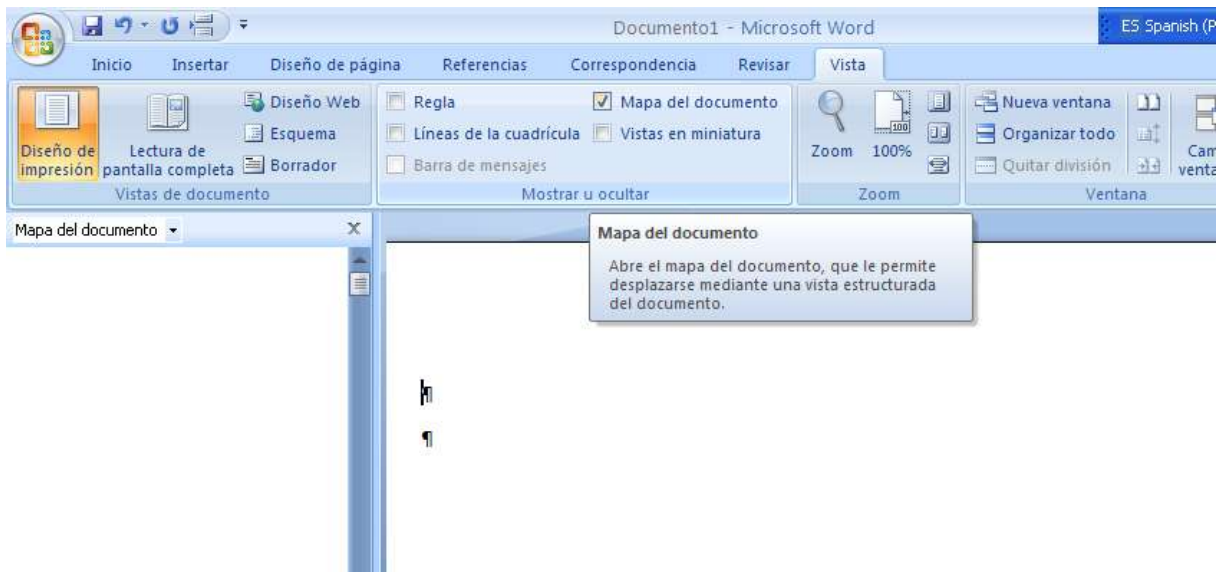 Documento1 - Microsoft Word
ES Spanish (P
Inicio Insertar Diseño de página Referencias Correspondencia Revisar Vista
Diseño de impresión
Lectura de pantalla completa
Diseño Web
Esquema
Borrador
Vistas de documento
Regla
Líneas de la cuadrícula
Barra de mensajes
Mapa del documento
Vistas en miniatura
Mostrar u ocultar
Zoom
100
100%
Zoom
Nueva ventana
Organizar todo
Quitar división
Cam
venta
Ventana
Mapa del documento
Mapa del documento
Abre el mapa del documento, que le permite
desplazarse mediante una vista estructurada
del documento.
¶
¶